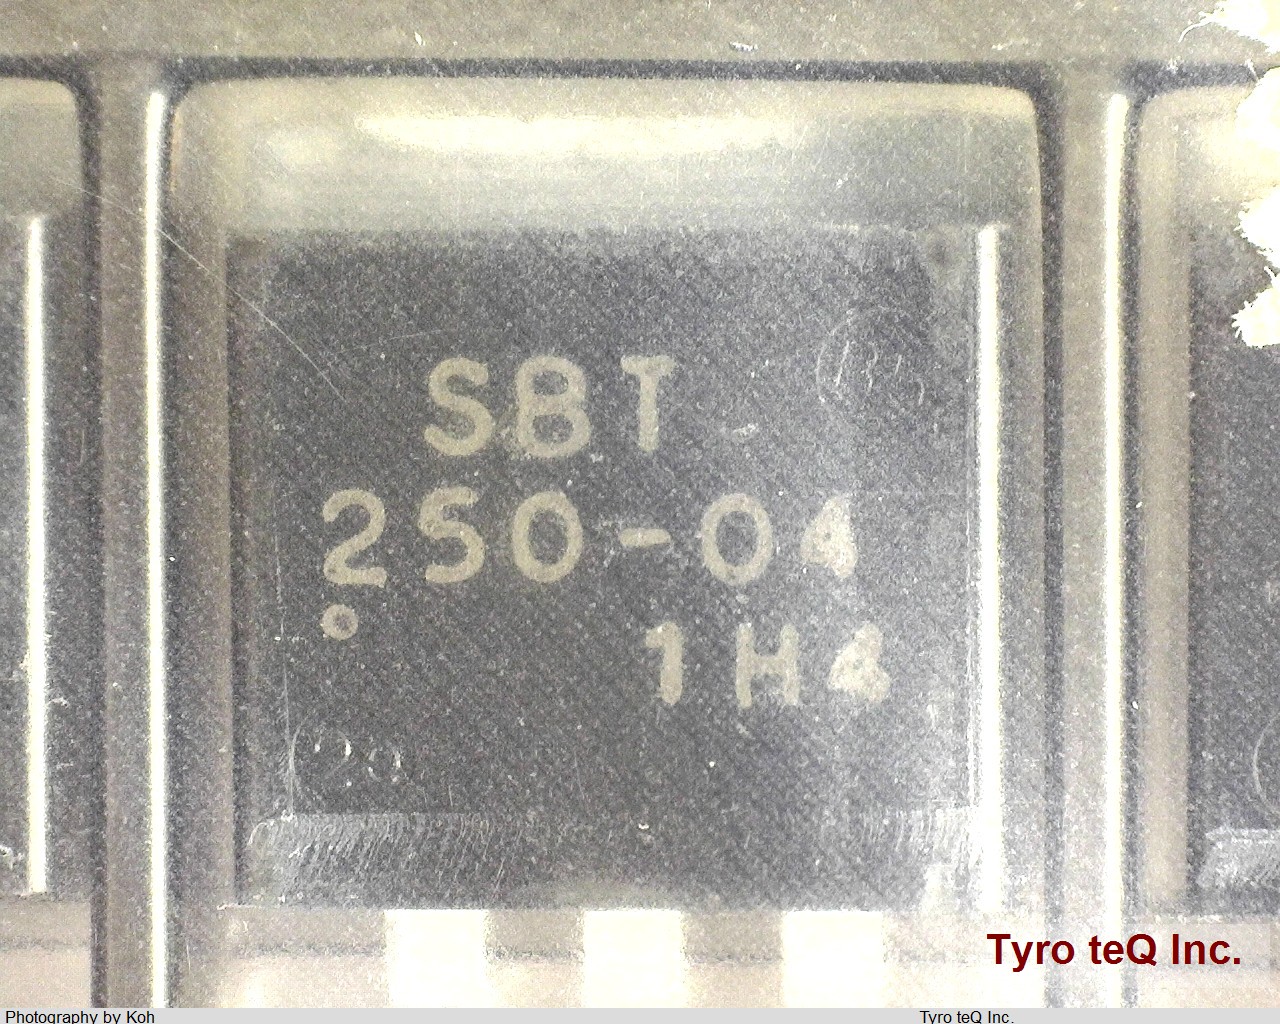 SBT
250-04
1H4
Tyro teQ Inc.
Photography by Koh
Tyro teQ Inc.